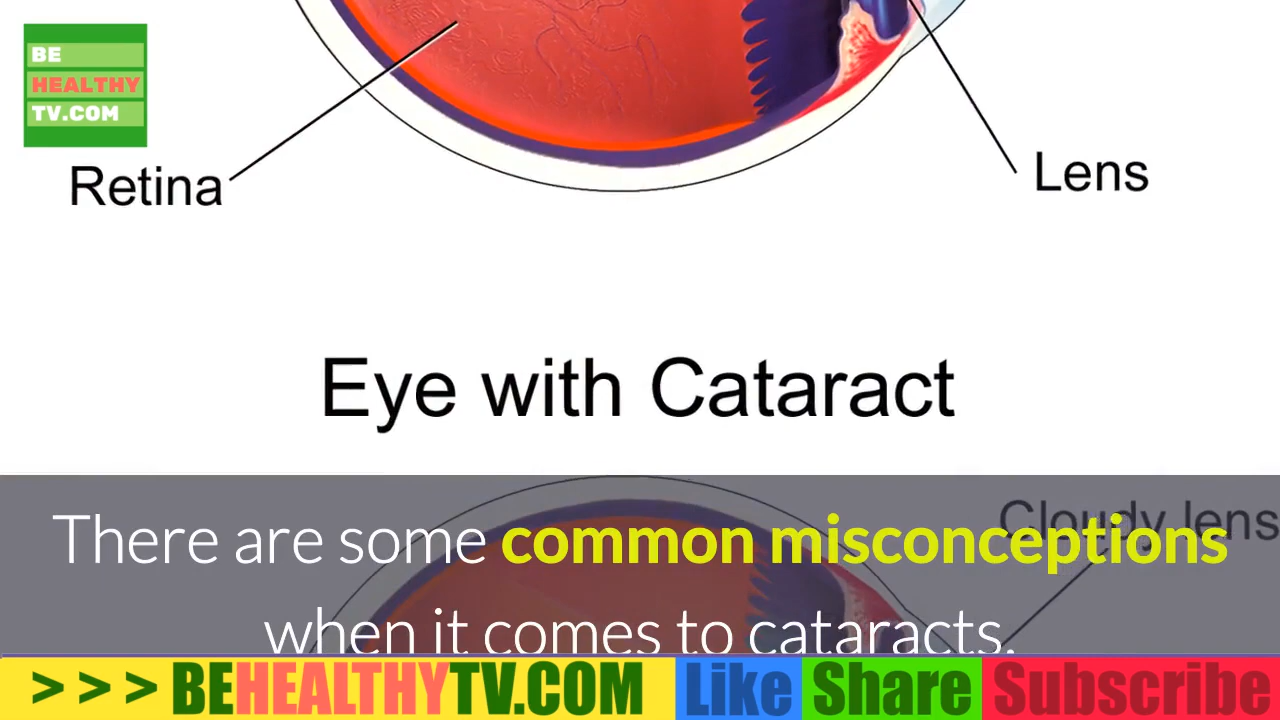 BE
HEALTHY
TV.COM
Retina
Lens
Eye with Cataract
Cloudy lens
There are some common misconceptions
when it comes to cataracts.
> > > BEHEALTHYTV.COM Like Share Subscribe